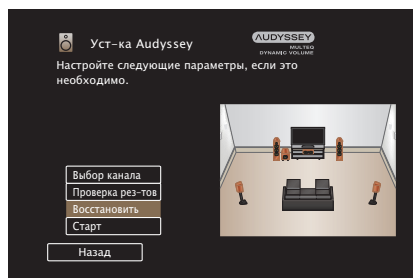 Уст-ка Audyssey
AUDYSSEY
MULTEQ
DYNAMIC VOLUME
Настройте следующие параметры, если это
необходимо.
Выбор канала
Проверка рез-тов
Восстановить
Старт
Назад